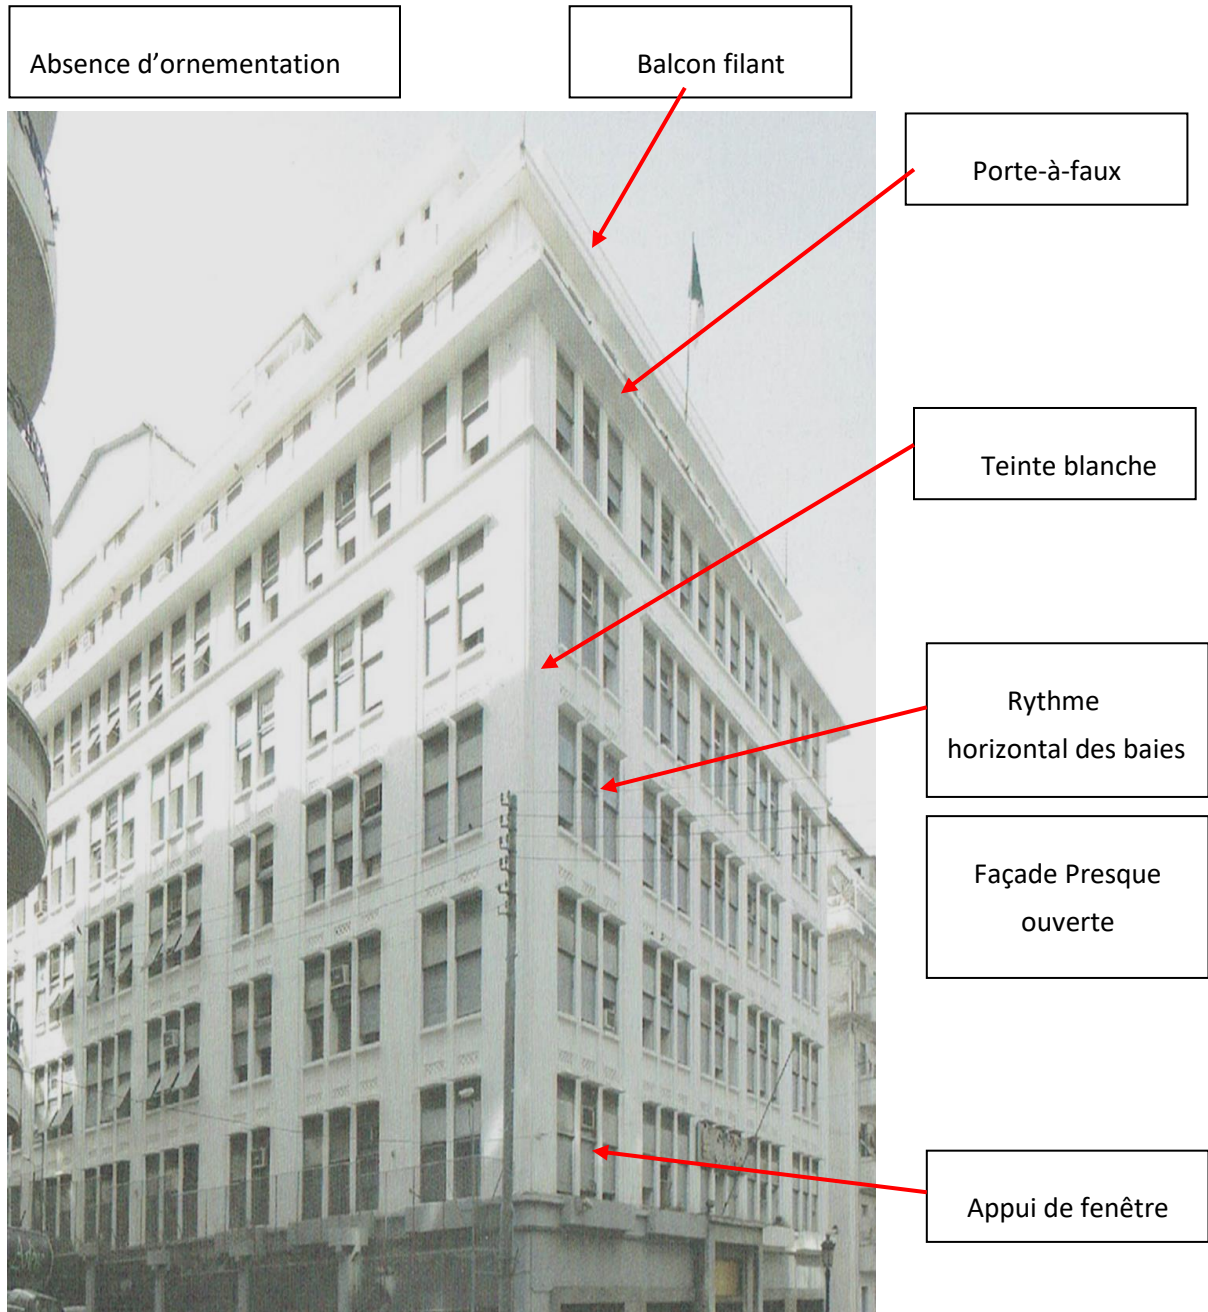 Absence d’ornementation
Balcon filant
Porte-à-faux
Teinte blanche
Rythme
horizontal des baies
Façade Presque
ouverte
Appui de fenêtre